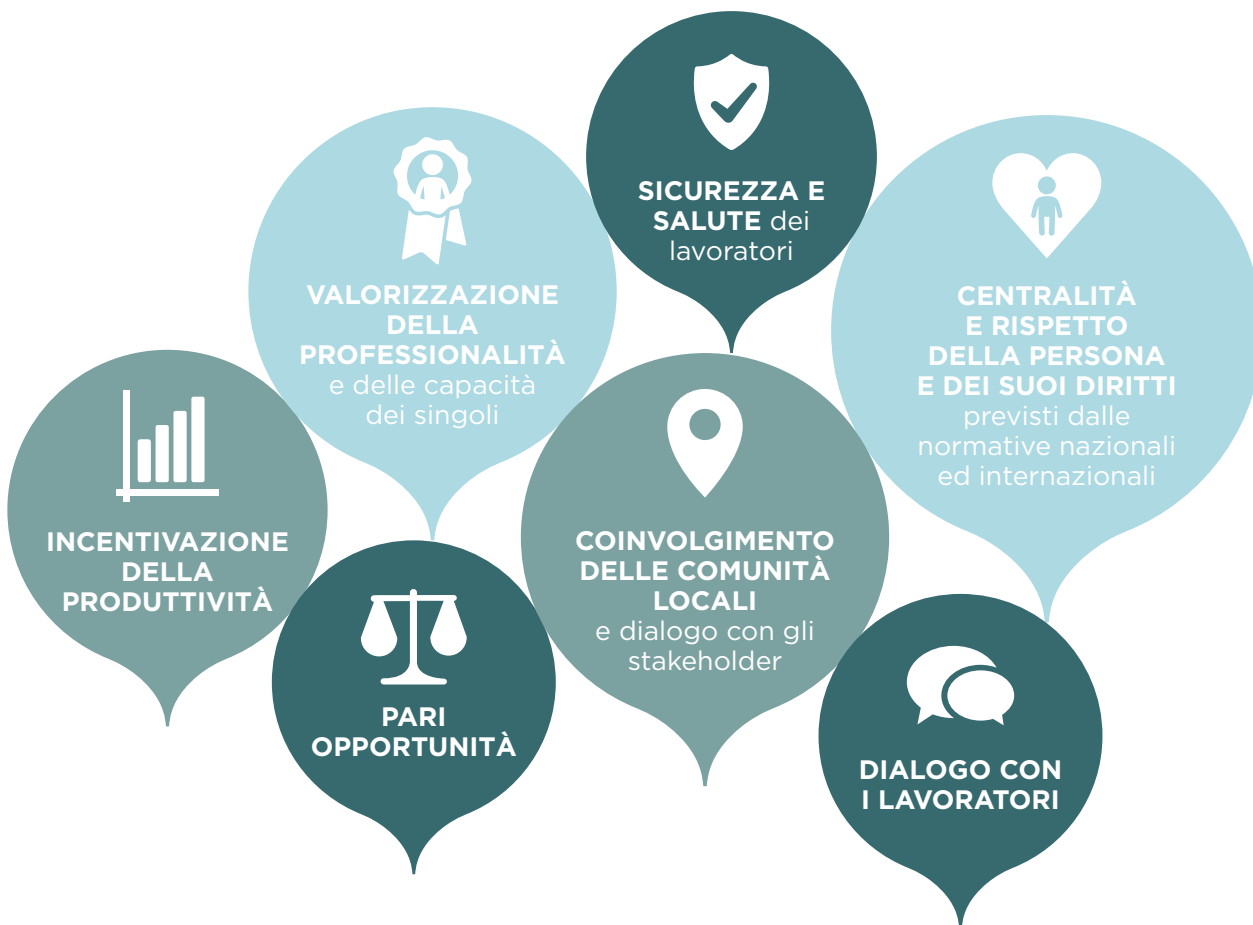 SICUREZZA E
SALUTE dei
lavoratori
VALORIZZAZIONE
DELLA
PROFESSIONALITÀ
e delle capacità
dei singoli
CENTRALITÀ
E RISPETTO
DELLA PERSONA
E DEI SUOI DIRITTI
previsti dalle
normative nazionali
ed internazionali
INCENTIVAZIONE
DELLA
PRODUTTIVITÀ
COINVOLGIMENTO
DELLE COMUNITÀ
LOCALI
e dialogo con gli
stakeholder
PARI
OPPORTUNITÀ
DIALOGO CON
I LAVORATORI